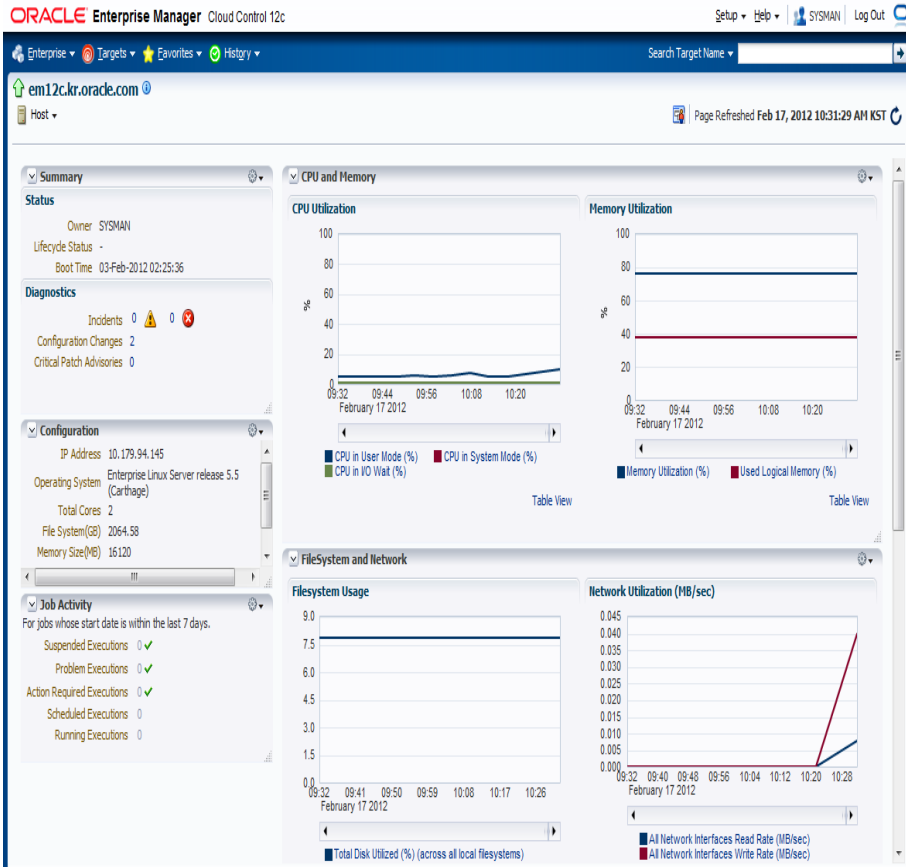 ORACLE Enterprise Manager Cloud Control 12c
Setup Help SYSMAN Log Out
Enterprise Targets Favorites History
Search Target Name
em12c.kr.oracle.com
Host
Page Refreshed Feb 17, 2012 10:31:29 AM KST
Summary
Status
Owner SYSMAN
Lifecycle Status -
Boot Time 03-Feb-2012 02:25:36
Diagnostics
Incidents 0 0
Configuration Changes 2
Critical Patch Advisories 0
Configuration
IP Address 10.179.94.145
Operating System Enterprise Linux Server release 5.5
(Carthage)
Total Cores 2
File System(GB) 2064.58
Memory Size(MB) 16120
Job Activity
For jobs whose start date is within the last 7 days.
Suspended Executions 0
Problem Executions 0
Action Required Executions 0
Scheduled Executions 0
Running Executions 0
CPU and Memory
CPU Utilization
100
80
60
40
20
0
%
09:32 09:44 09:56 10:08 10:20
February 17 2012
CPU in User Mode (%) CPU in System Mode (%)
CPU in I/O Wait (%)
Table View
Memory Utilization
100
80
60
40
20
0
%
09:32 09:44 09:56 10:08 10:20
February 17 2012
Memory Utilization (%) Used Logical Memory (%)
Table View
FileSystem and Network
Filesystem Usage
9.0
7.5
6.0
4.5
3.0
1.5
0.0
09:32 09:41 09:50 09:59 10:08 10:17 10:26
February 17 2012
Total Disk Utilized (%) (across all local filesystems)
Network Utilization (MB/sec)
0.045
0.040
0.035
0.030
0.025
0.020
0.015
0.010
0.005
0.000
09:32 09:40 09:48 09:56 10:04 10:12 10:20 10:28
February 17 2012
All Network Interfaces Read Rate (MB/sec)
All Network Interfaces Write Rate (MB/sec)